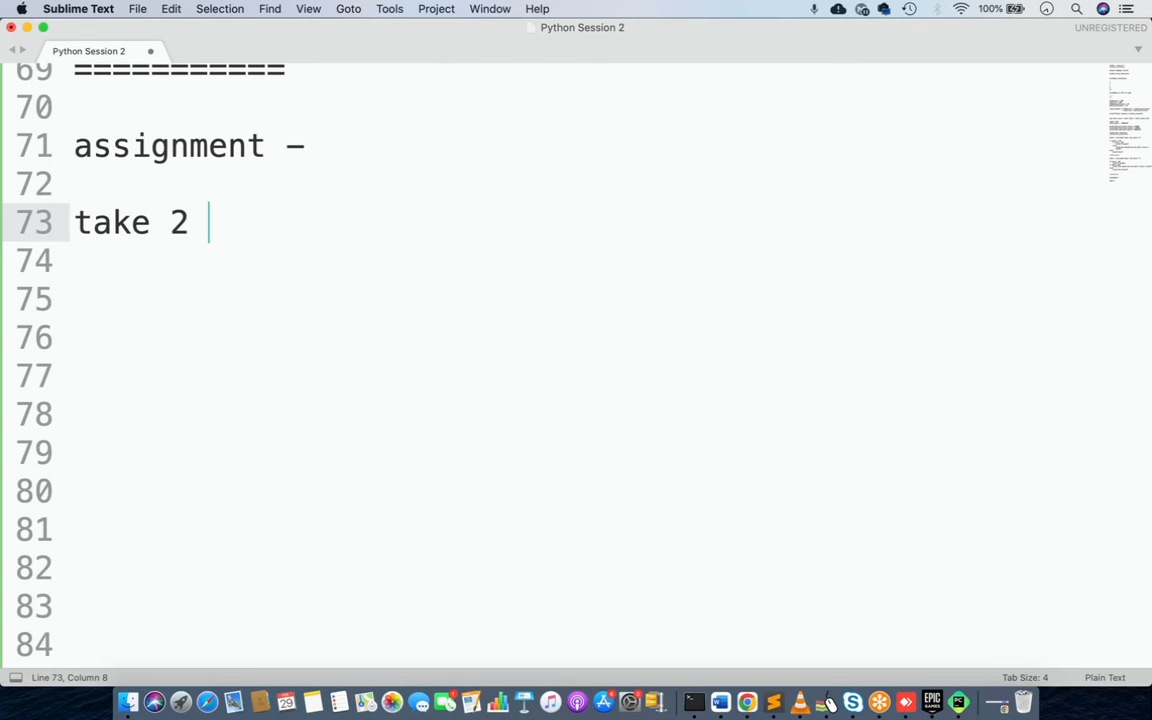 Sublime Text File Edit Selection Find View Goto Tools Project Window Help 100%
Python Session 2 UNREGISTERED
Python Session 2
69 ===========
70
71 assignment -
72
73 take 2
74
75
76
77
78
79
80
81
82
83
84
Line 73, Column 8 Tab Size: 4 Plain Text